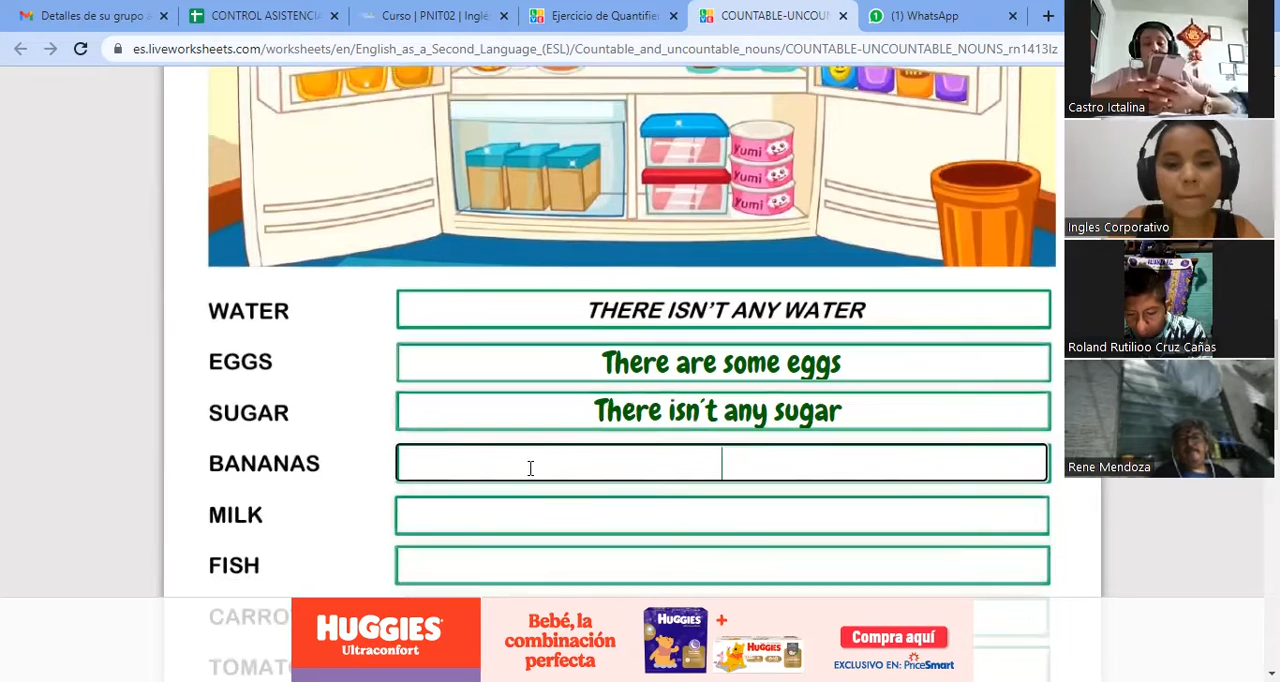 Detalles de su grupo a
CONTROL ASISTENCIA
Curso | PNIT02 | Inglé
Ejercicio de Quantifie
COUNTABLE-UNCOUN
(1) WhatsApp
es.liveworksheets.com/worksheets/en/English_as_a_Second_Language_(ESL)/Countable_and_uncountable_nouns/COUNTABLE-UNCOUNTABLE_NOUNS_rn1413lz
Castro Ictalina
Ingles Corporativo
Roland Rutilioo Cruz Cañas
Rene Mendoza
Yumi
Yumi
Yumi
WATER THERE ISN'T ANY WATER
EGGS There are some eggs
SUGAR There isn´t any sugar
BANANAS
MILK
FISH
CARRO
TOMAT
HUGGIES
Ultraconfort
Bebé, la
combinación
perfecta
HUGGIES
Compra aquí
EXCLUSIVO EN: PriceSmart